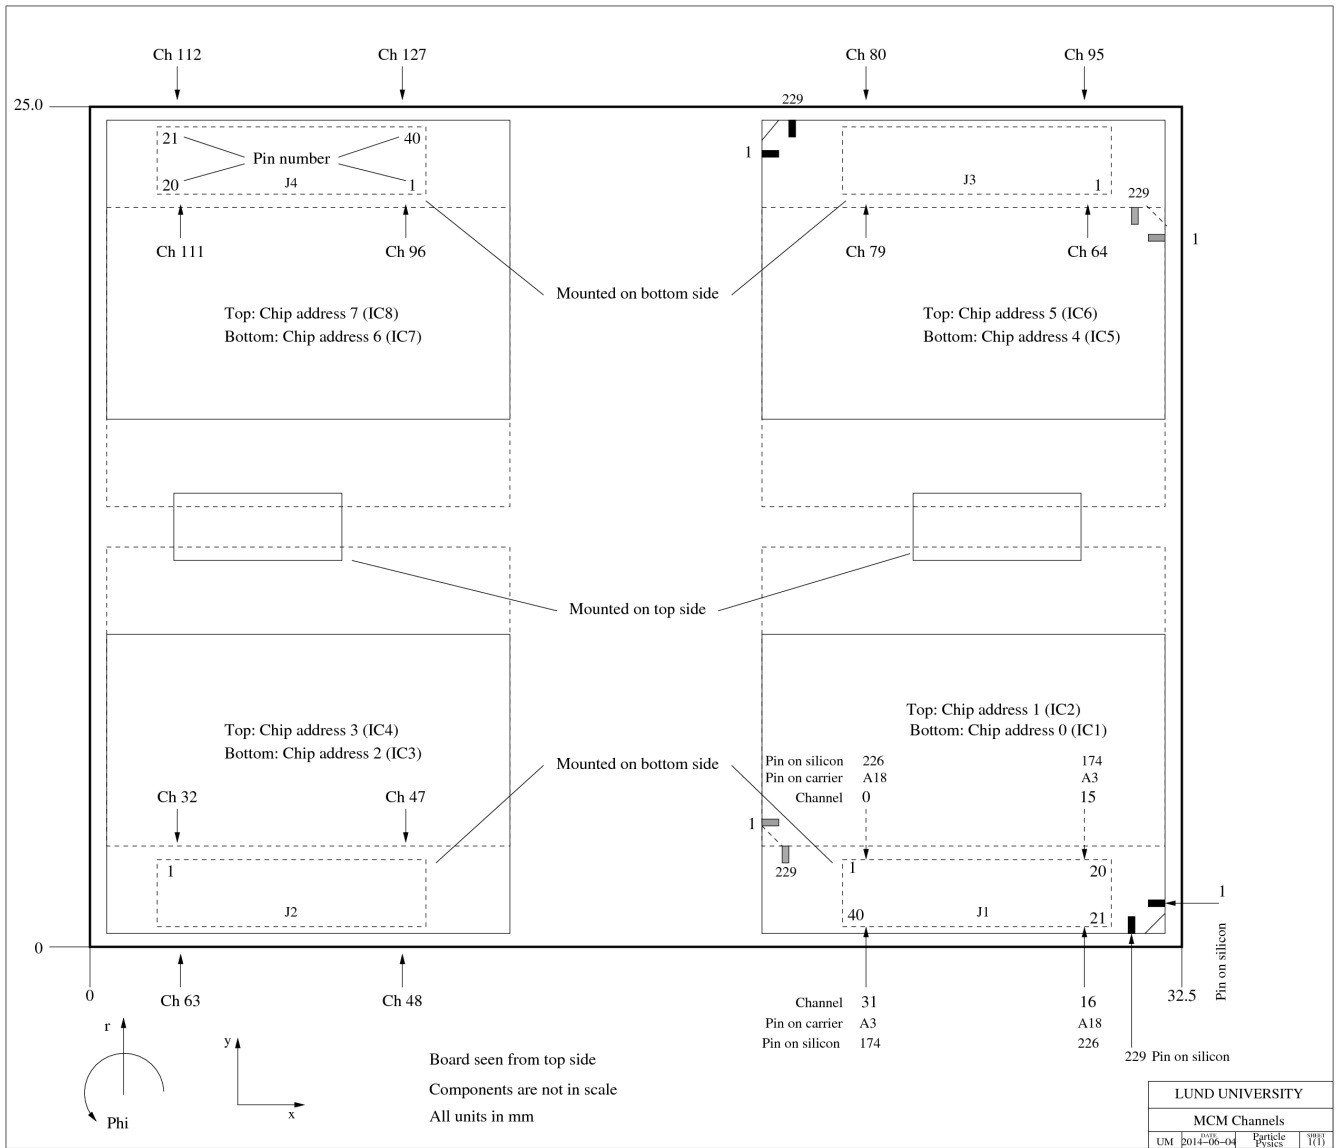 Ch 112 Ch 127 Ch 80 Ch 95
25.0
229
21 40
Pin number
1
20 J4 1
J3 1
229
1
Ch 111 Ch 96 Ch 79 Ch 64
Mounted on bottom side
Top: Chip address 7 (IC8)
Bottom: Chip address 6 (IC7)
Top: Chip address 5 (IC6)
Bottom: Chip address 4 (IC5)
Mounted on top side
Top: Chip address 3 (IC4)
Bottom: Chip address 2 (IC3)
Top: Chip address 1 (IC2)
Bottom: Chip address 0 (IC1)
Mounted on bottom side
Pin on silicon 226 174
Pin on carrier A18 A3
Channel 0 15
Ch 32 Ch 47
1
229
1
J2
1 20
40 J1 21
1
Pin on silicon
0
0 32.5
Ch 63 Ch 48
Channel 31 16
Pin on carrier A3 A18
Pin on silicon 174 226
229 Pin on silicon
r
Phi
y
x
Board seen from top side
Components are not in scale
All units in mm
LUND UNIVERSITY
MCM Channels
UM DATE 2014-06-04 Particle Pysics SHEET 1(1)